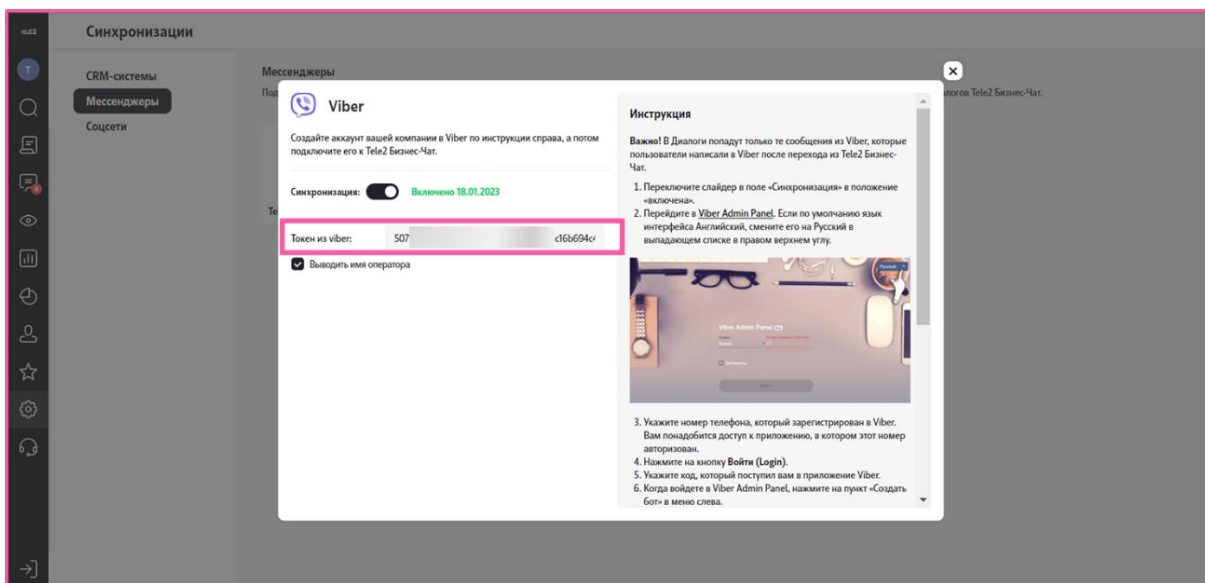 TELE2
Синхронизации
T
CRM-системы
Мессенджеры
Соцсети
Мессенджеры
Под
логов Tele2 Бизнес-Чат.
Те
Viber
Создайте аккаунт вашей компании в Viber по инструкции справа, а потом
подключите его к Tele2 Бизнес-Чат.
Синхронизация:
Включено 18.01.2023
Токен из viber:
507
c16b694c
Выводить имя оператора
Инструкция
Важно! В Диалоги попадут только те сообщения из Viber, которые
пользователи написали в Viber после перехода из Tele2 Бизнес-
Чат.
1. Переключите слайдер в поле «Синхронизация» в положение
«включена».
2. Перейдите в Viber Admin Panel. Если по умолчанию язык
интерфейса Английский, смените его на Русский в
выпадающем списке в правом верхнем углу.
Русский
Viber Admin Panel
3. Укажите номер телефона, который зарегистрирован в Viber.
Вам понадобится доступ к приложению, в котором этот номер
авторизован.
4. Нажмите на кнопку Войти (Login).
5. Укажите код, который поступил вам в приложение Viber.
6. Когда войдете в Viber Admin Panel, нажмите на пункт «Создать
бот» в меню слева.